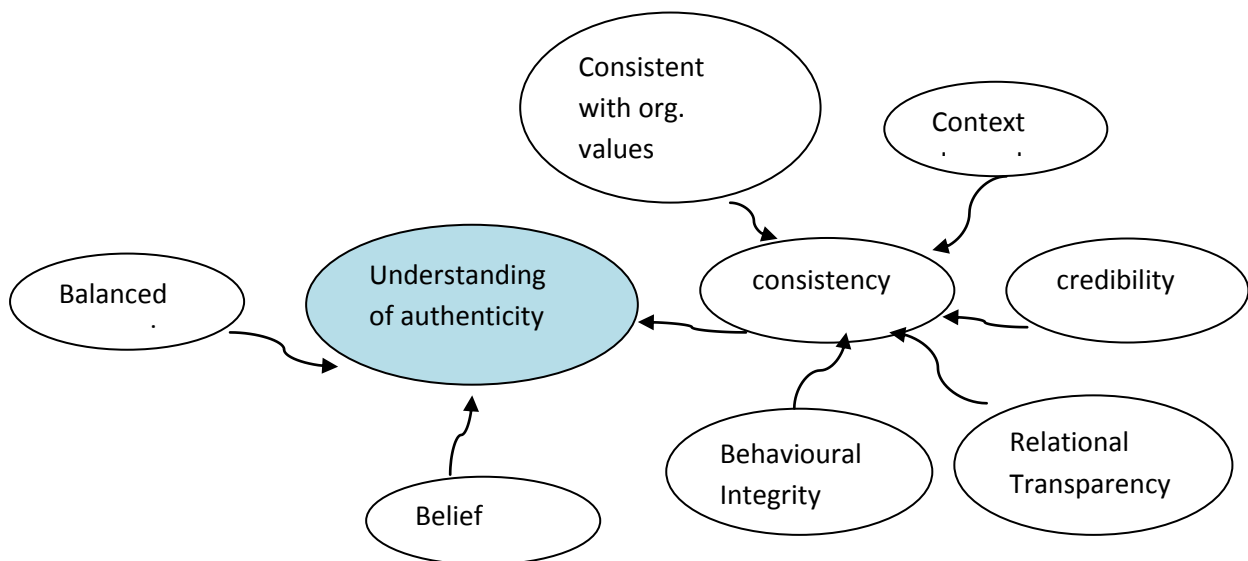 Consistent
with org.
values
Context
Understanding
of authenticity
consistency
credibility
Balanced
Behavioural
Integrity
Relational
Transparency
Belief